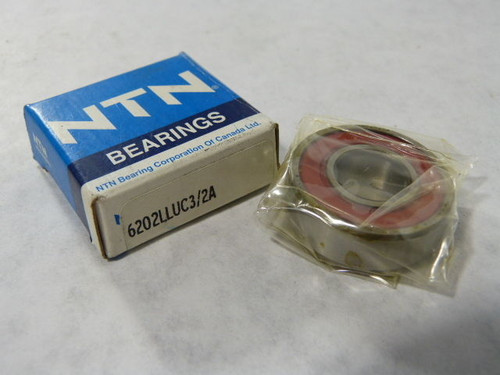 NTN
BEARINGS
NTN Bearing Corporation Of Canada Ltd.
6202LLUC3/2A